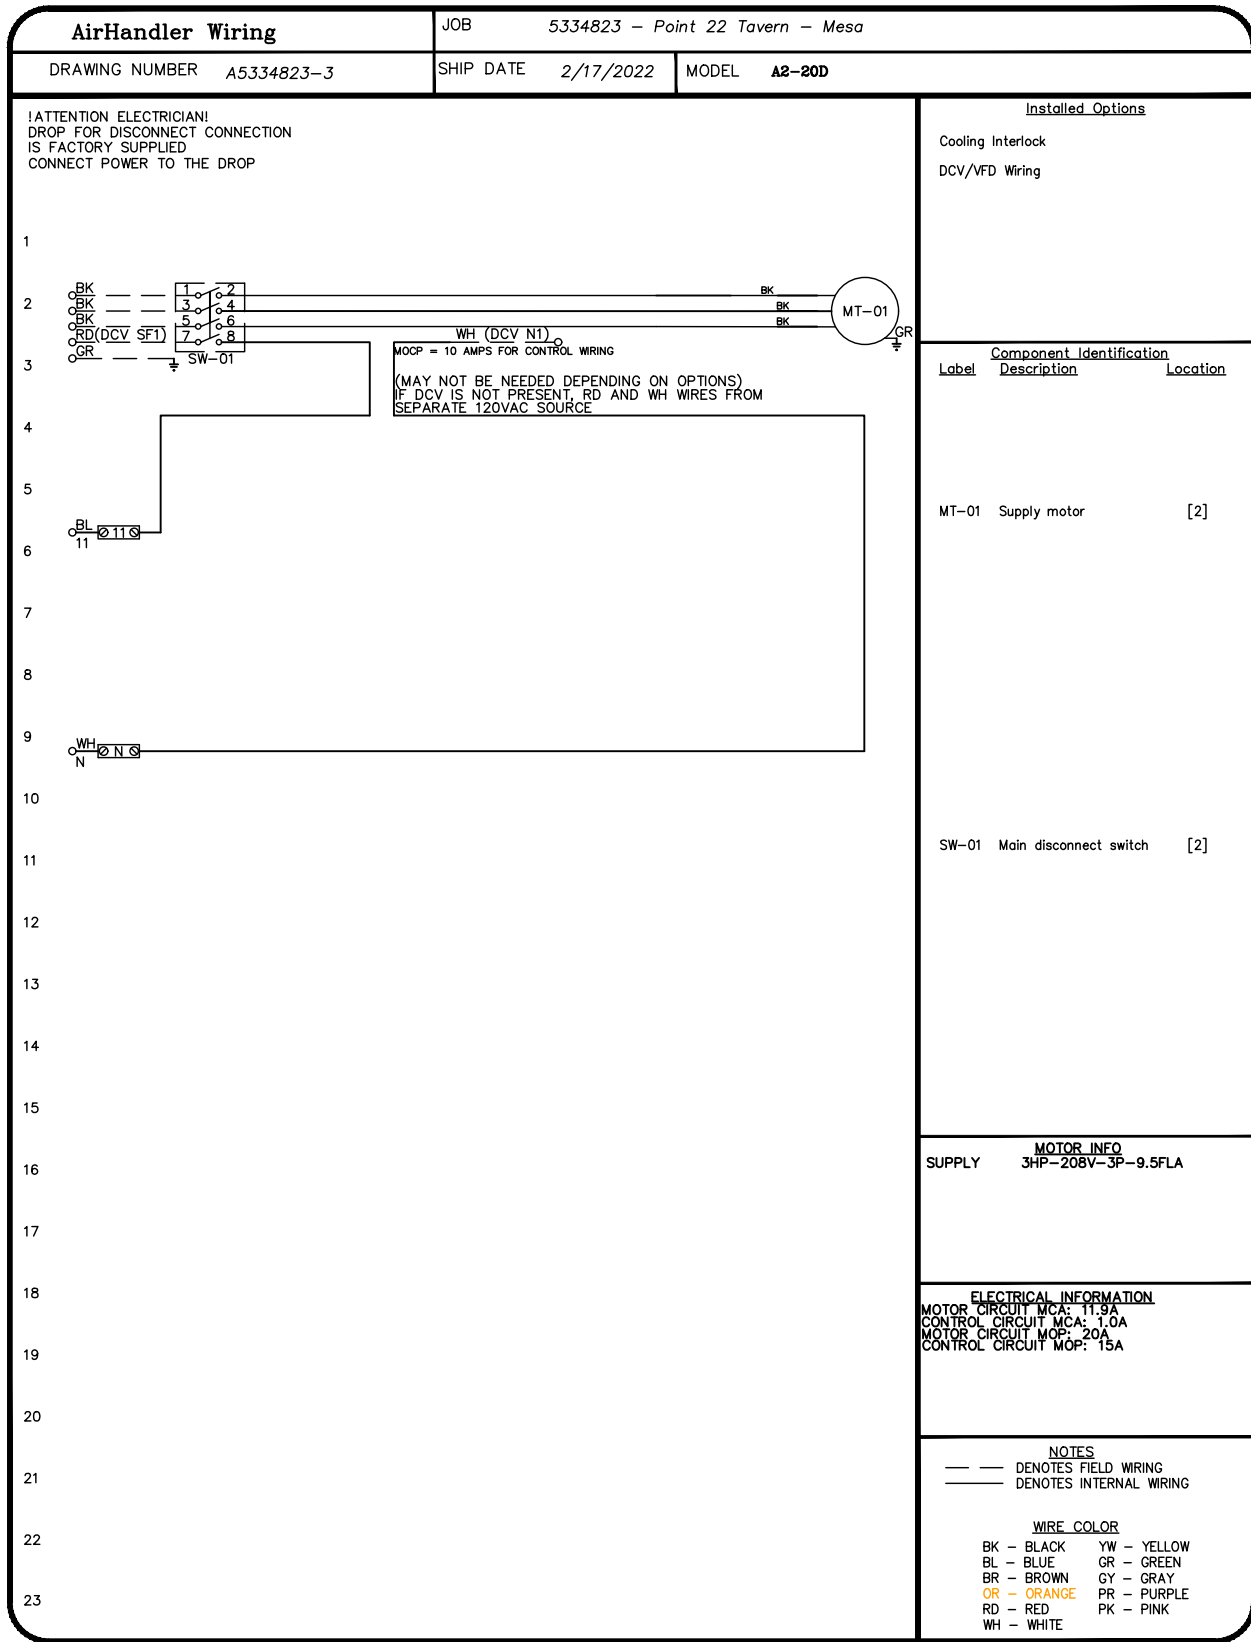 AirHandler Wiring
JOB 5334823 – Point 22 Tavern – Mesa
DRAWING NUMBER A5334823–3
SHIP DATE 2/17/2022
MODEL A2-20D
!ATTENTION ELECTRICIAN!
DROP FOR DISCONNECT CONNECTION
IS FACTORY SUPPLIED
CONNECT POWER TO THE DROP
1
2
3
4
5
6
7
8
9
10
11
12
13
14
15
16
17
18
19
20
21
22
23
BK 1 2 BK
BK 3 4 BK
BK 5 6 BK
RD(DCV SF1) 7 8
GR
SW–01
MT–01
GR
WH (DCV N1)
MOCP = 10 AMPS FOR CONTROL WIRING
(MAY NOT BE NEEDED DEPENDING ON OPTIONS)
IF DCV IS NOT PRESENT, RD AND WH WIRES FROM
SEPARATE 120VAC SOURCE
BL 11
11
WH N
N
Installed Options
Cooling Interlock
DCV/VFD Wiring
Component Identification
Label Description Location
MT–01 Supply motor [2]
SW–01 Main disconnect switch [2]
MOTOR INFO
SUPPLY 3HP–208V–3P–9.5FLA
ELECTRICAL INFORMATION
MOTOR CIRCUIT MCA: 11.9A
CONTROL CIRCUIT MCA: 1.0A
MOTOR CIRCUIT MOP: 20A
CONTROL CIRCUIT MOP: 15A
NOTES
DENOTES FIELD WIRING
DENOTES INTERNAL WIRING
WIRE COLOR
BK – BLACK YW – YELLOW
BL – BLUE GR – GREEN
BR – BROWN GY – GRAY
OR – ORANGE PR – PURPLE
RD – RED PK – PINK
WH – WHITE